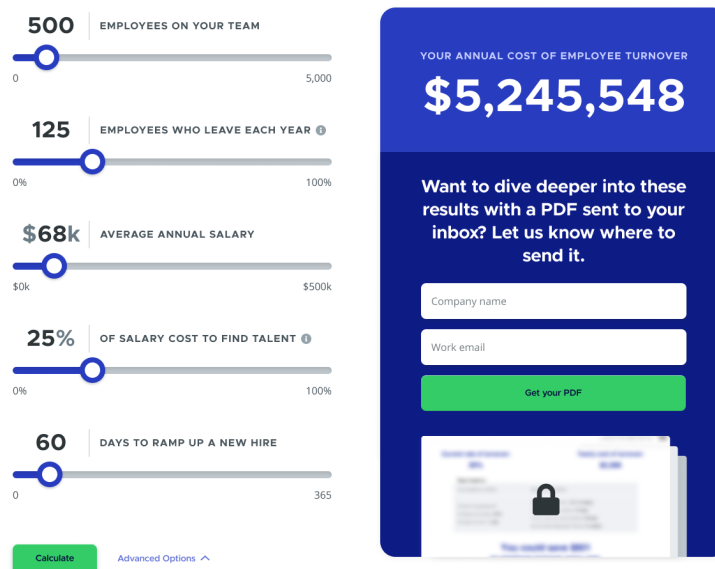 500
EMPLOYEES ON YOUR TEAM
0
5,000
125
EMPLOYEES WHO LEAVE EACH YEAR
0%
100%
$68k
AVERAGE ANNUAL SALARY
$0k
$500k
25%
OF SALARY COST TO FIND TALENT
0%
100%
60
DAYS TO RAMP UP A NEW HIRE
0
365
Calculate
Advanced Options
YOUR ANNUAL COST OF EMPLOYEE TURNOVER
$5,245,548
Want to dive deeper into these
results with a PDF sent to your
inbox? Let us know where to
send it.
Company name
Work email
Get your PDF